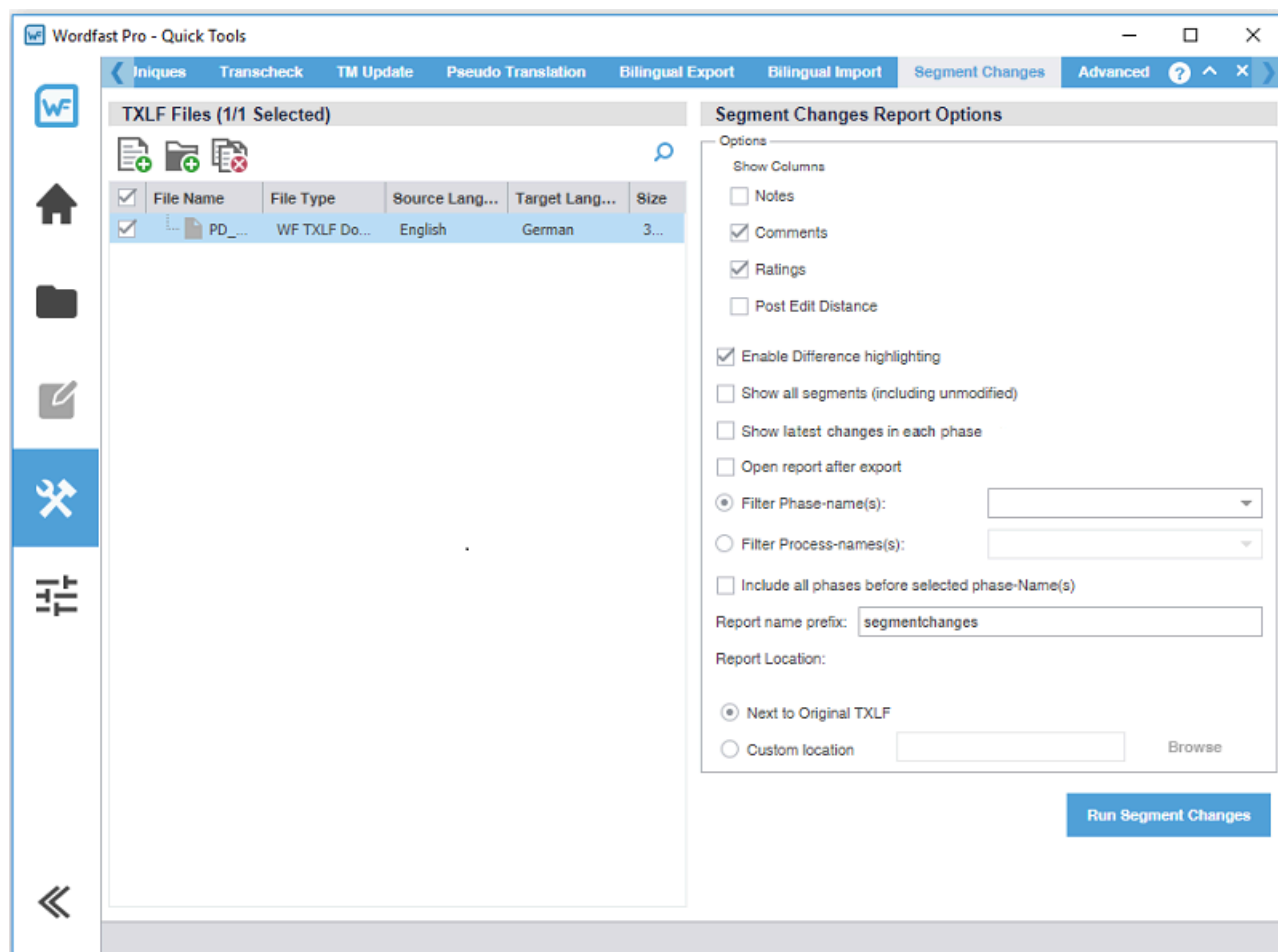 Wordfast Pro - Quick Tools
Uniques Transcheck TM Update Pseudo Translation Bilingual Export Bilingual Import Segment Changes Advanced ?
WF
TXLF Files (1/1 Selected)
File Name File Type Source Lang... Target Lang... Size
PD_... WF TXLF Do... English German 3...
Segment Changes Report Options
Options
Show Columns
Notes
Comments
Ratings
Post Edit Distance
Enable Difference highlighting
Show all segments (including unmodified)
Show latest changes in each phase
Open report after export
Filter Phase-name(s):
Filter Process-names(s):
Include all phases before selected phase-Name(s)
Report name prefix: segmentchanges
Report Location:
Next to Original TXLF
Custom location Browse
Run Segment Changes